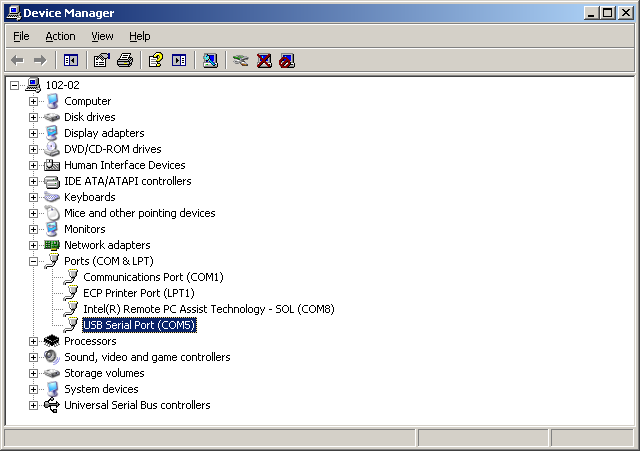 Device Manager
File Action View Help
102-02
Computer
Disk drives
Display adapters
DVD/CD-ROM drives
Human Interface Devices
IDE ATA/ATAPI controllers
Keyboards
Mice and other pointing devices
Monitors
Network adapters
Ports (COM & LPT)
Communications Port (COM1)
ECP Printer Port (LPT1)
Intel(R) Remote PC Assist Technology - SOL (COM8)
USB Serial Port (COM5)
Processors
Sound, video and game controllers
Storage volumes
System devices
Universal Serial Bus controllers